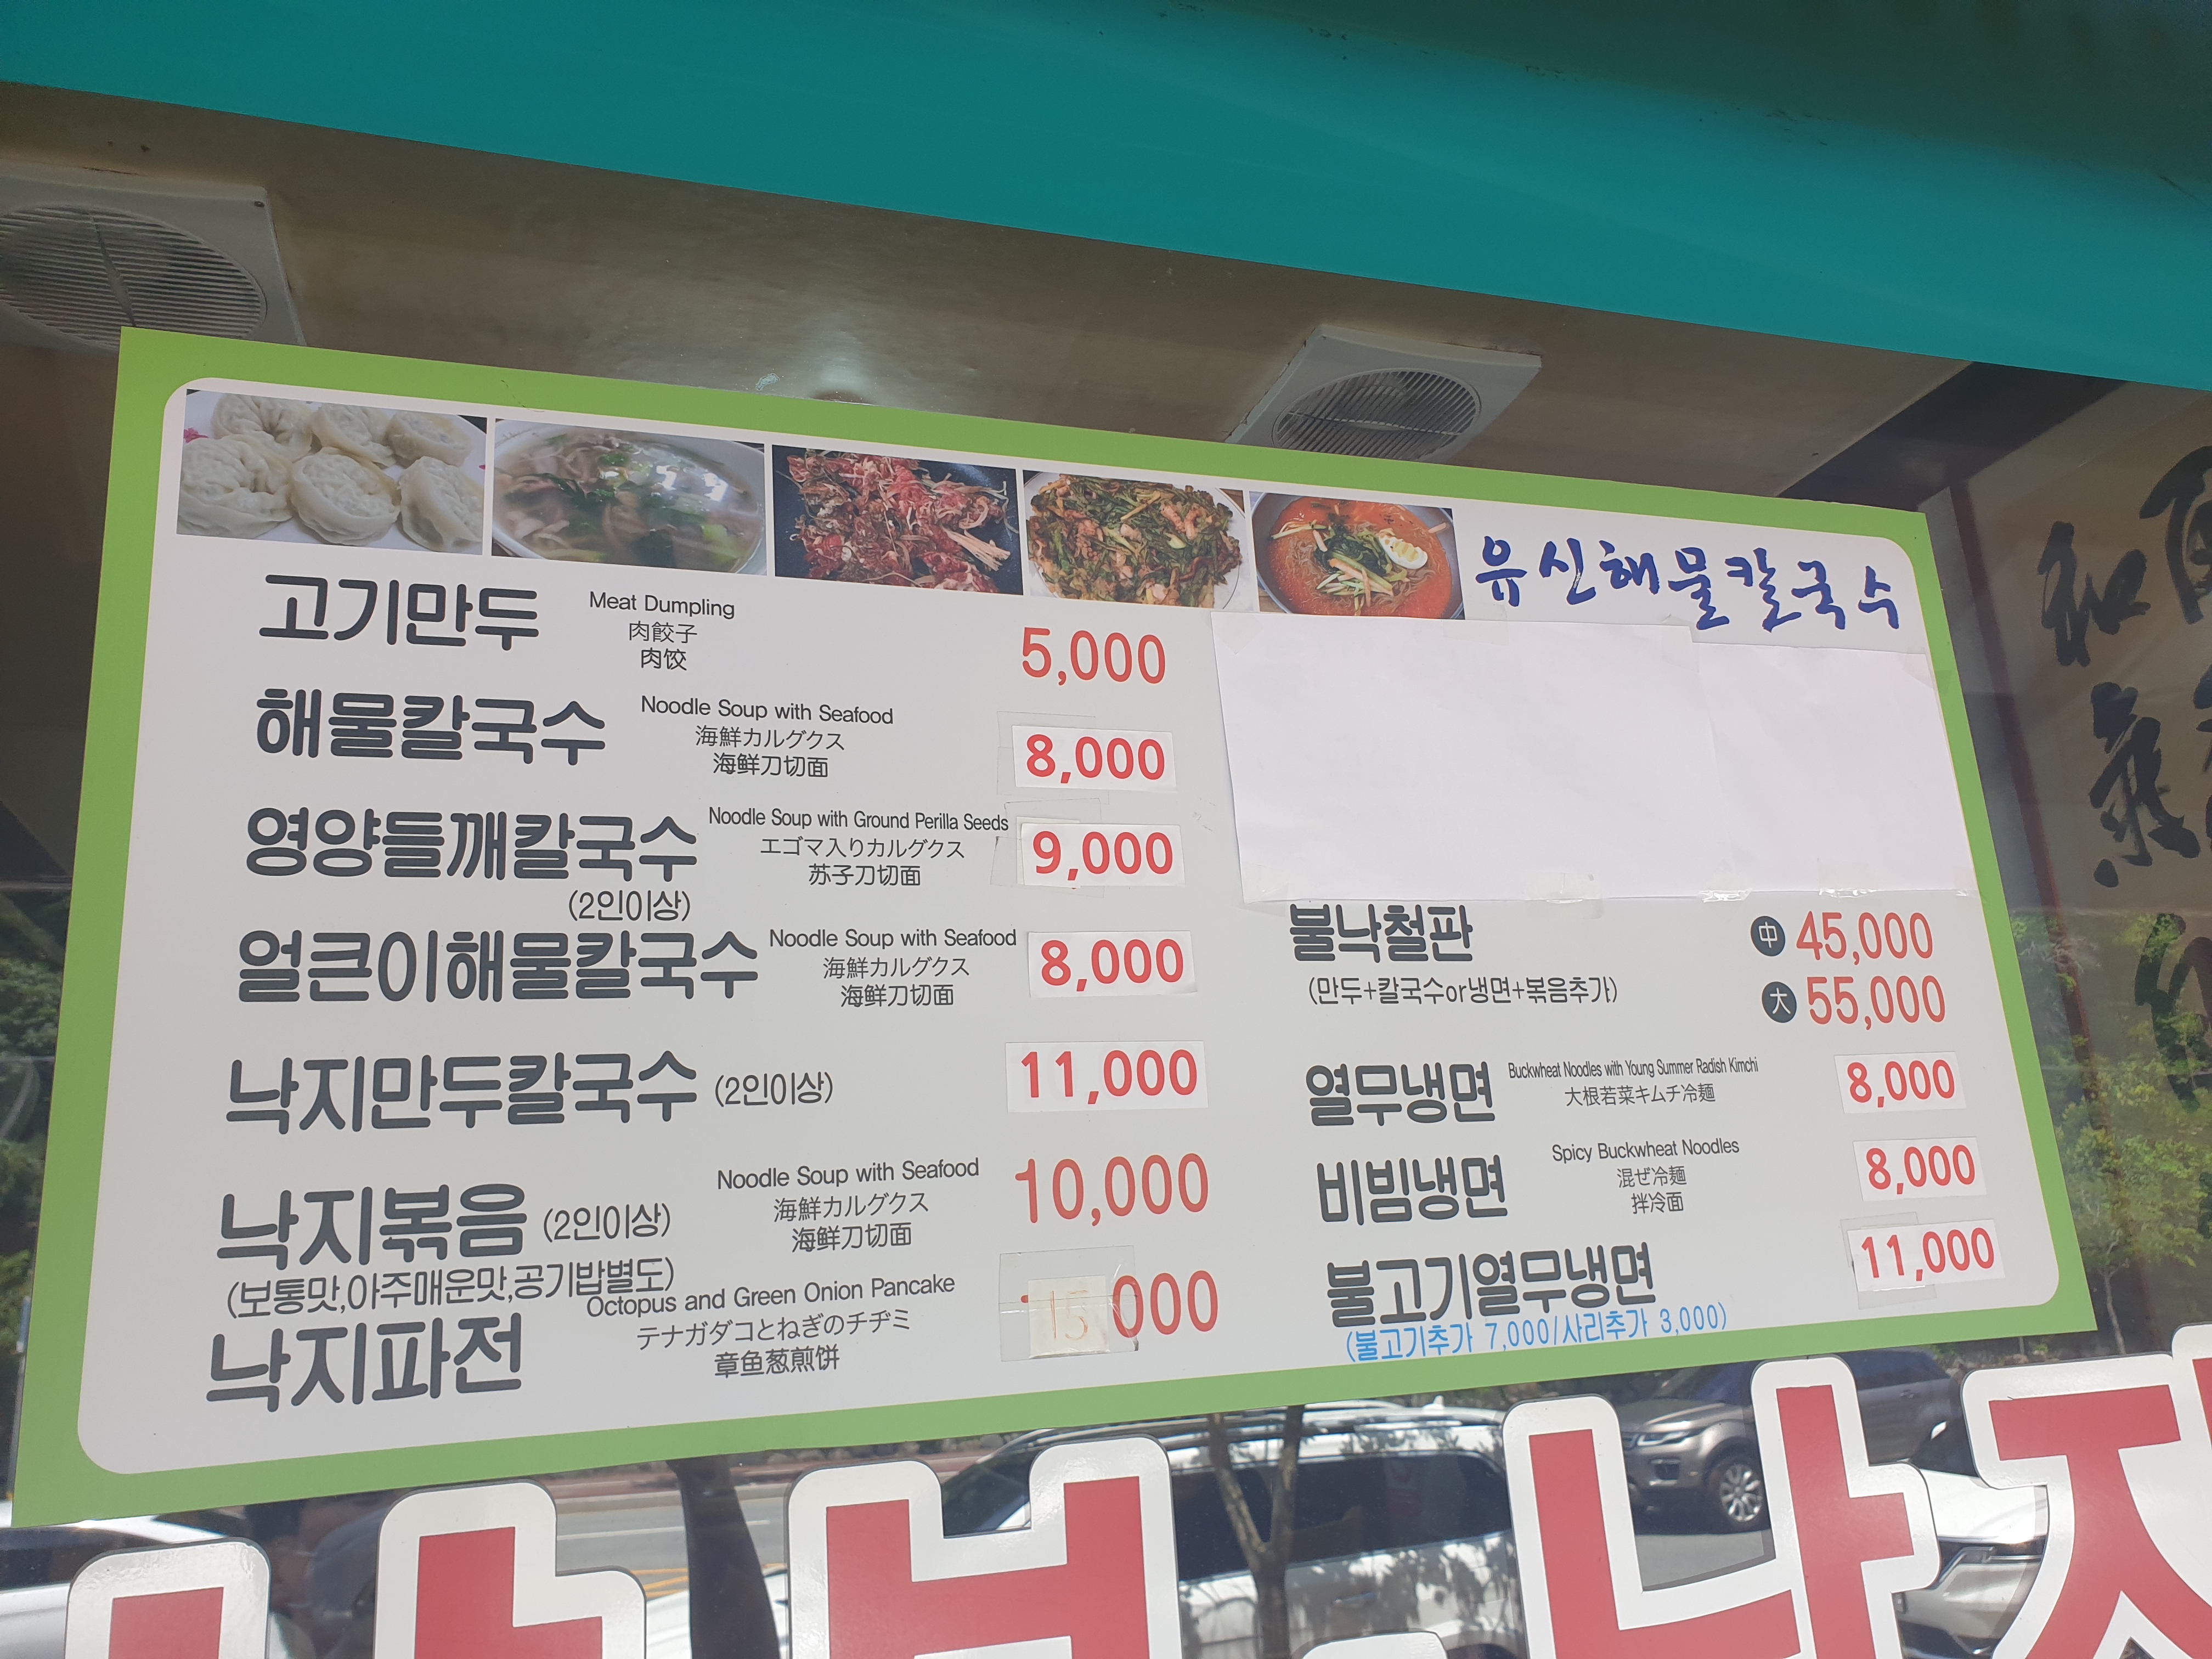 유신해물칼국수
고기만두 Meat Dumpling 5,000
肉餃子
肉饺
해물칼국수 Noodle Soup with Seafood 8,000
海鮮カルグクス
海鲜刀切面
영양들깨칼국수 Noodle Soup with Ground Perilla Seeds 9,000
エゴマ入りカルグクス
苏子刀切面
(2인이상)
얼큰이해물칼국수 Noodle Soup with Seafood 8,000
海鮮カルグクス
海鲜刀切面
낙지만두칼국수 (2인이상) 11,000
낙지볶음 (2인이상) Noodle Soup with Seafood 10,000
海鮮カルグクス
海鲜刀切面
(보통맛,아주매운맛,공기밥별도)
낙지파전 Octopus and Green Onion Pancake 15000
テナガダコとねぎのチヂミ
章鱼葱煎饼
불낙철판 中 45,000
(만두+칼국수or냉면+볶음추가) 大 55,000
열무냉면 Buckwheat Noodles with Young Summer Radish Kimchi 8,000
大根若菜キムチ冷麺
비빔냉면 Spicy Buckwheat Noodles 8,000
混ぜ冷麺
拌冷面
불고기열무냉면 11,000
(불고기추가 7,000/사리추가 3,000)